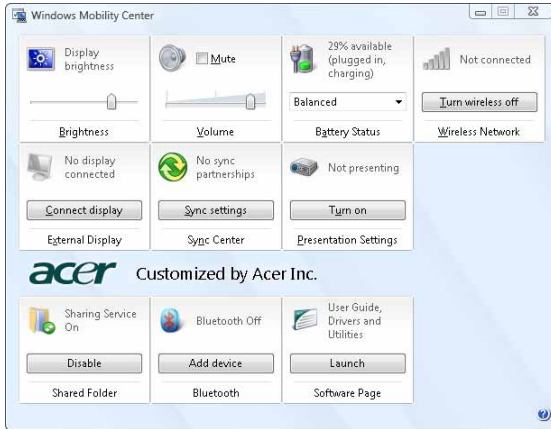 Windows Mobility Center
Display
brightness
Brightness
Mute
Volume
29% available
(plugged in,
charging)
Balanced
Battery Status
Not connected
Turn wireless off
Wireless Network
No display
connected
Connect display
External Display
No sync
partnerships
Sync settings
Sync Center
Not presenting
Turn on
Presentation Settings
acer Customized by Acer Inc.
Sharing Service
On
Disable
Shared Folder
Bluetooth Off
Add device
Bluetooth
User Guide,
Drivers and
Utilities
Launch
Software Page